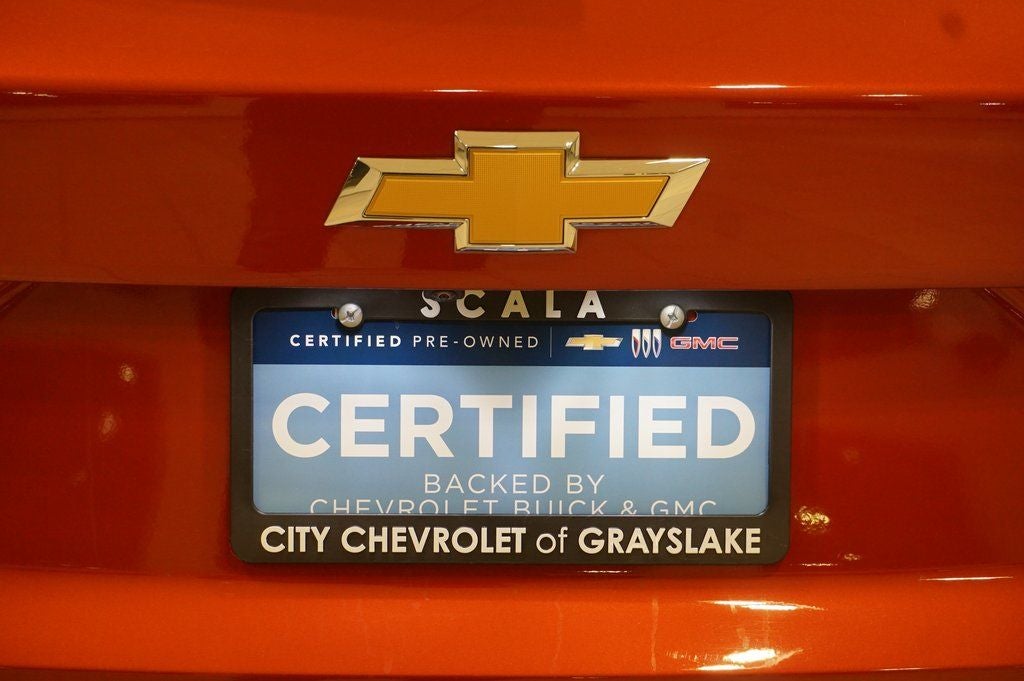 SCALA
CERTIFIED PRE-OWNED
GMC
CERTIFIED
BACKED BY
CHEVROLET BUICK & GMC
CITY CHEVROLET of GRAYSLAKE